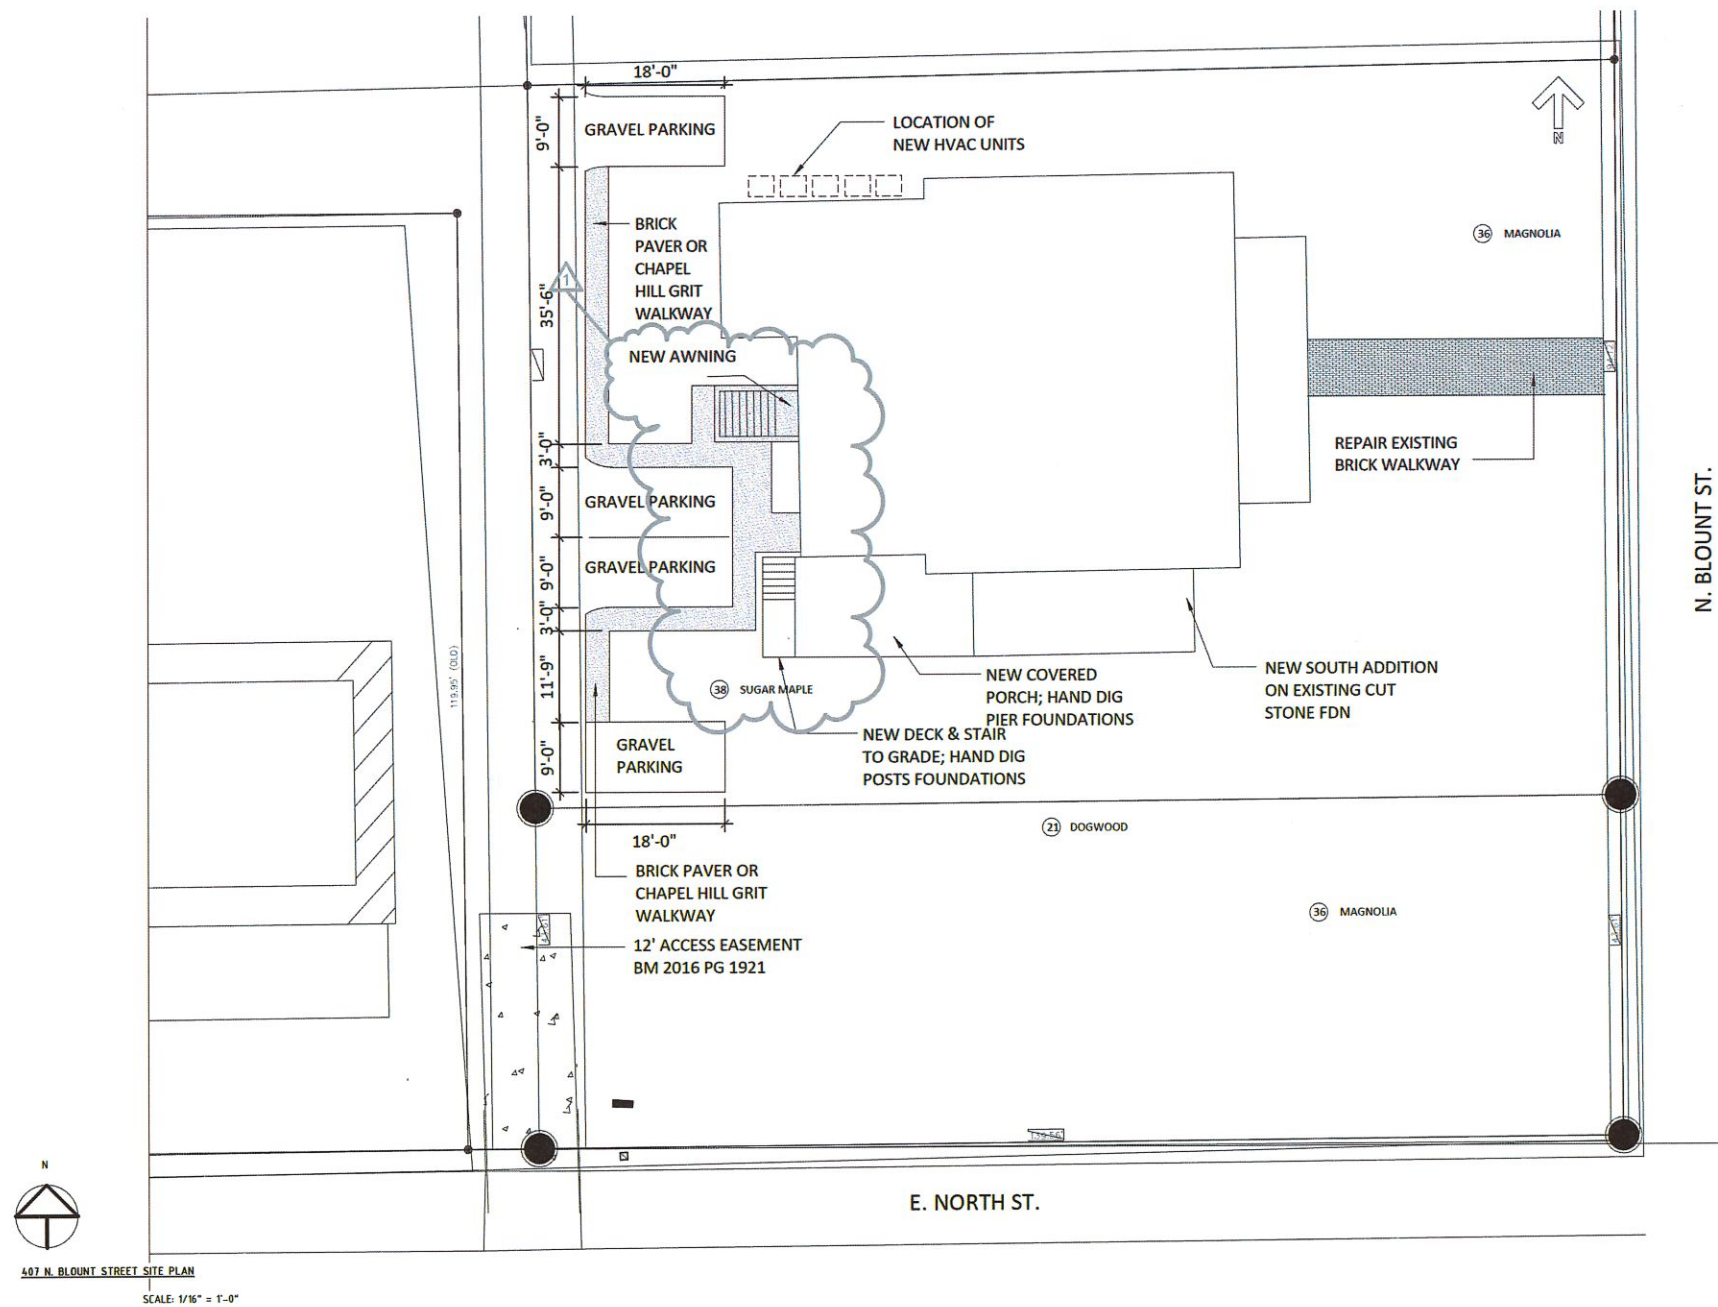 18'-0"
9'-0"
GRAVEL PARKING
LOCATION OF
NEW HVAC UNITS
N
BRICK
PAVER OR
CHAPEL
HILL GRIT
WALKWAY
36 MAGNOLIA
1
35'-6"
NEW AWNING
REPAIR EXISTING
BRICK WALKWAY
3'-0"
9'-0"
GRAVEL PARKING
9'-0"
GRAVEL PARKING
3'-0"
N. BLOUNT ST.
119.95' (OLD)
11'-9"
38 SUGAR MAPLE
NEW COVERED
PORCH; HAND DIG
PIER FOUNDATIONS
NEW SOUTH ADDITION
ON EXISTING CUT
STONE FDN
NEW DECK & STAIR
TO GRADE; HAND DIG
POSTS FOUNDATIONS
9'-0"
GRAVEL
PARKING
18'-0"
21 DOGWOOD
BRICK PAVER OR
CHAPEL HILL GRIT
WALKWAY
36 MAGNOLIA
12' ACCESS EASEMENT
BM 2016 PG 1921
E. NORTH ST.
N
407 N. BLOUNT STREET SITE PLAN
SCALE: 1/16" = 1'-0"